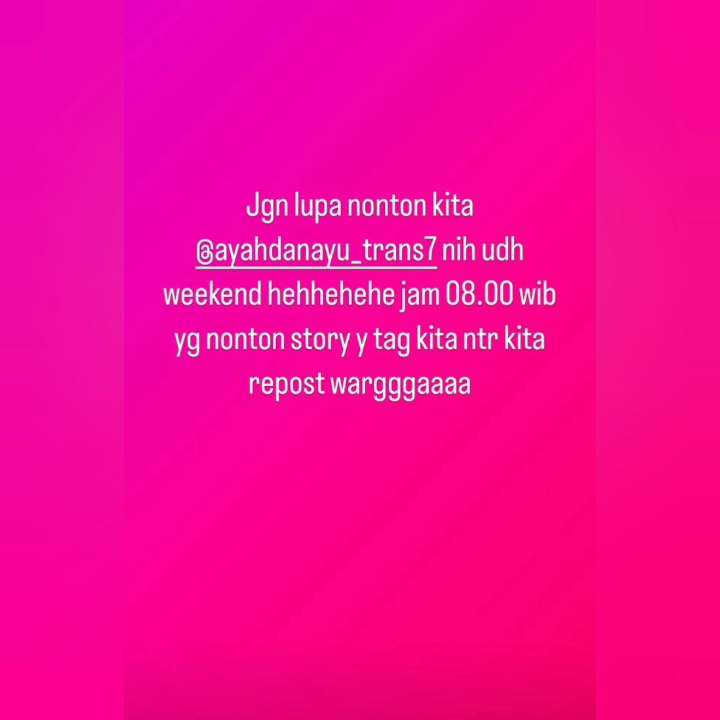 Jgn lupa nonton kita
@ayahdanayu_trans7 nih udh
weekend hehhehehe jam 08.00 wib
yg nonton story y tag kita ntr kita
repost wargggaaaa